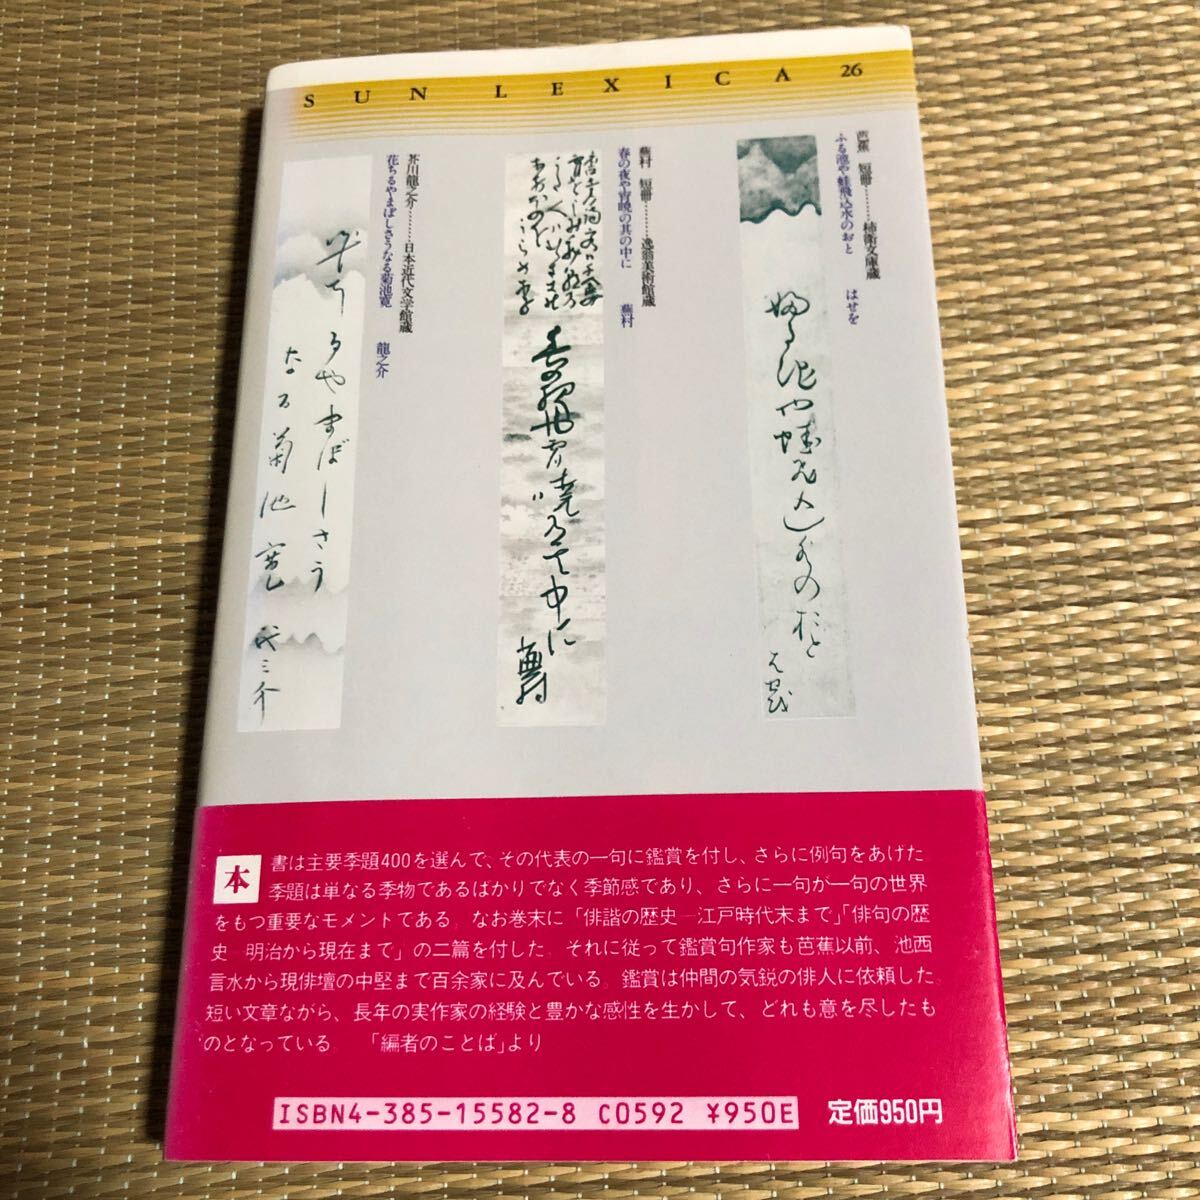 SUN LEXICA 26
芭蕉 短冊………柿衛文庫蔵
ふる池や蛙飛込水のおと はせを
蕪村 短冊………逸翁美術館蔵
春の夜や宵曙の其の中に 蕪村
芥川龍之介………日本近代文学館蔵
花ちるやまばしさうなる菊池寛 龍之介
本書は主要季題400を選んで、その代表の一句に鑑賞を付し、さらに例句をあげた
季題は単なる季物であるばかりでなく季節感であり、さらに一句が一句の世界
をもつ重要なモメントである。なお巻末に「俳諧の歴史―江戸時代末まで」「俳句の歴
史―明治から現在まで」の二篇を付した。それに従って鑑賞句作家も芭蕉以前、池西
言水から現俳壇の中堅まで百余家に及んでいる。鑑賞は仲間の気鋭の俳人に依頼した。
短い文章ながら、長年の実作家の経験と豊かな感性を生かして、どれも意を尽したも
のとなっている。 「編者のことば」より
ISBN4-385-15582-8 C0592 ¥950E
定価950円